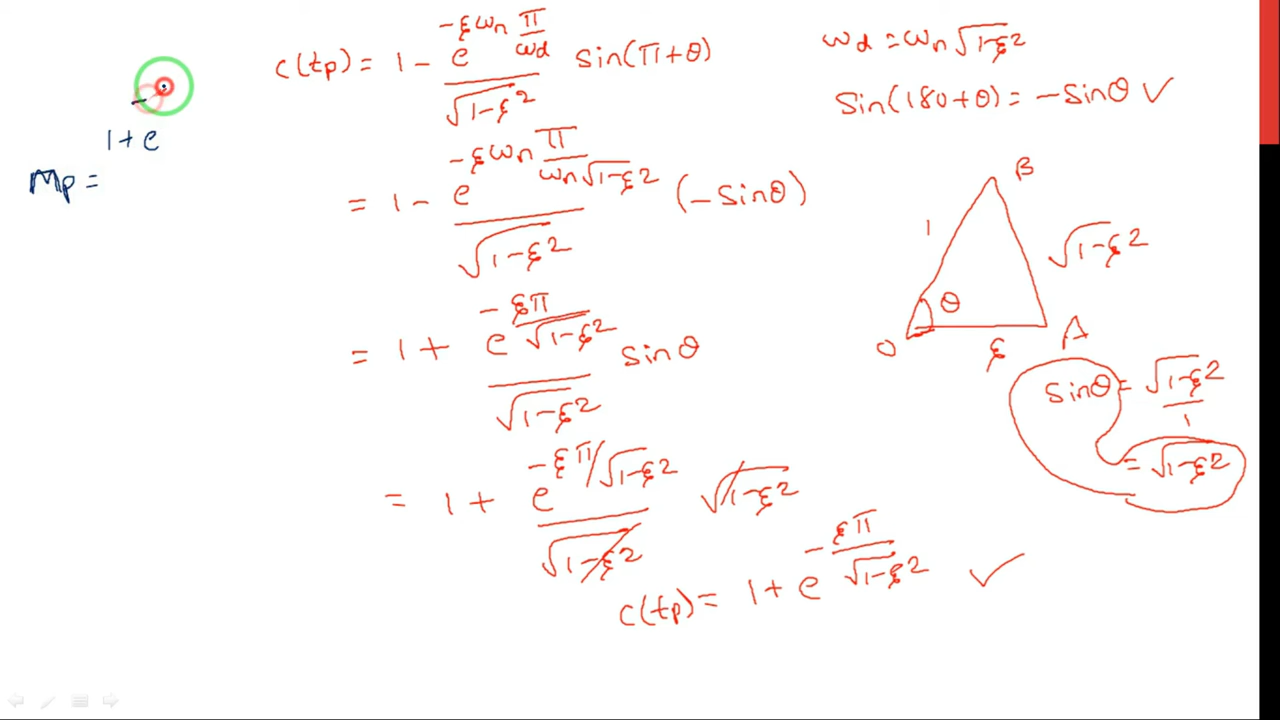 c(tp) = 1 - e^(-ξωn π/ωd) / √(1-ξ²) sin(π+θ)
= 1 - e^(-ξωn π/(ωn√(1-ξ²))) / √(1-ξ²) (-sinθ)
= 1 + e^(-ξπ/√(1-ξ²)) / √(1-ξ²) sinθ
= 1 + e^(-ξπ/√(1-ξ²)) / √(1-ξ²) √(1-ξ²)
c(tp) = 1 + e^(-ξπ/√(1-ξ²)) ✓
1 + e^-
Mp =
ωd = ωn√(1-ξ²)
Sin(180+θ) = -Sinθ ✓
B
1
√(1-ξ²)
θ
O
ξ
A
Sinθ = √(1-ξ²) / 1
= √(1-ξ²)